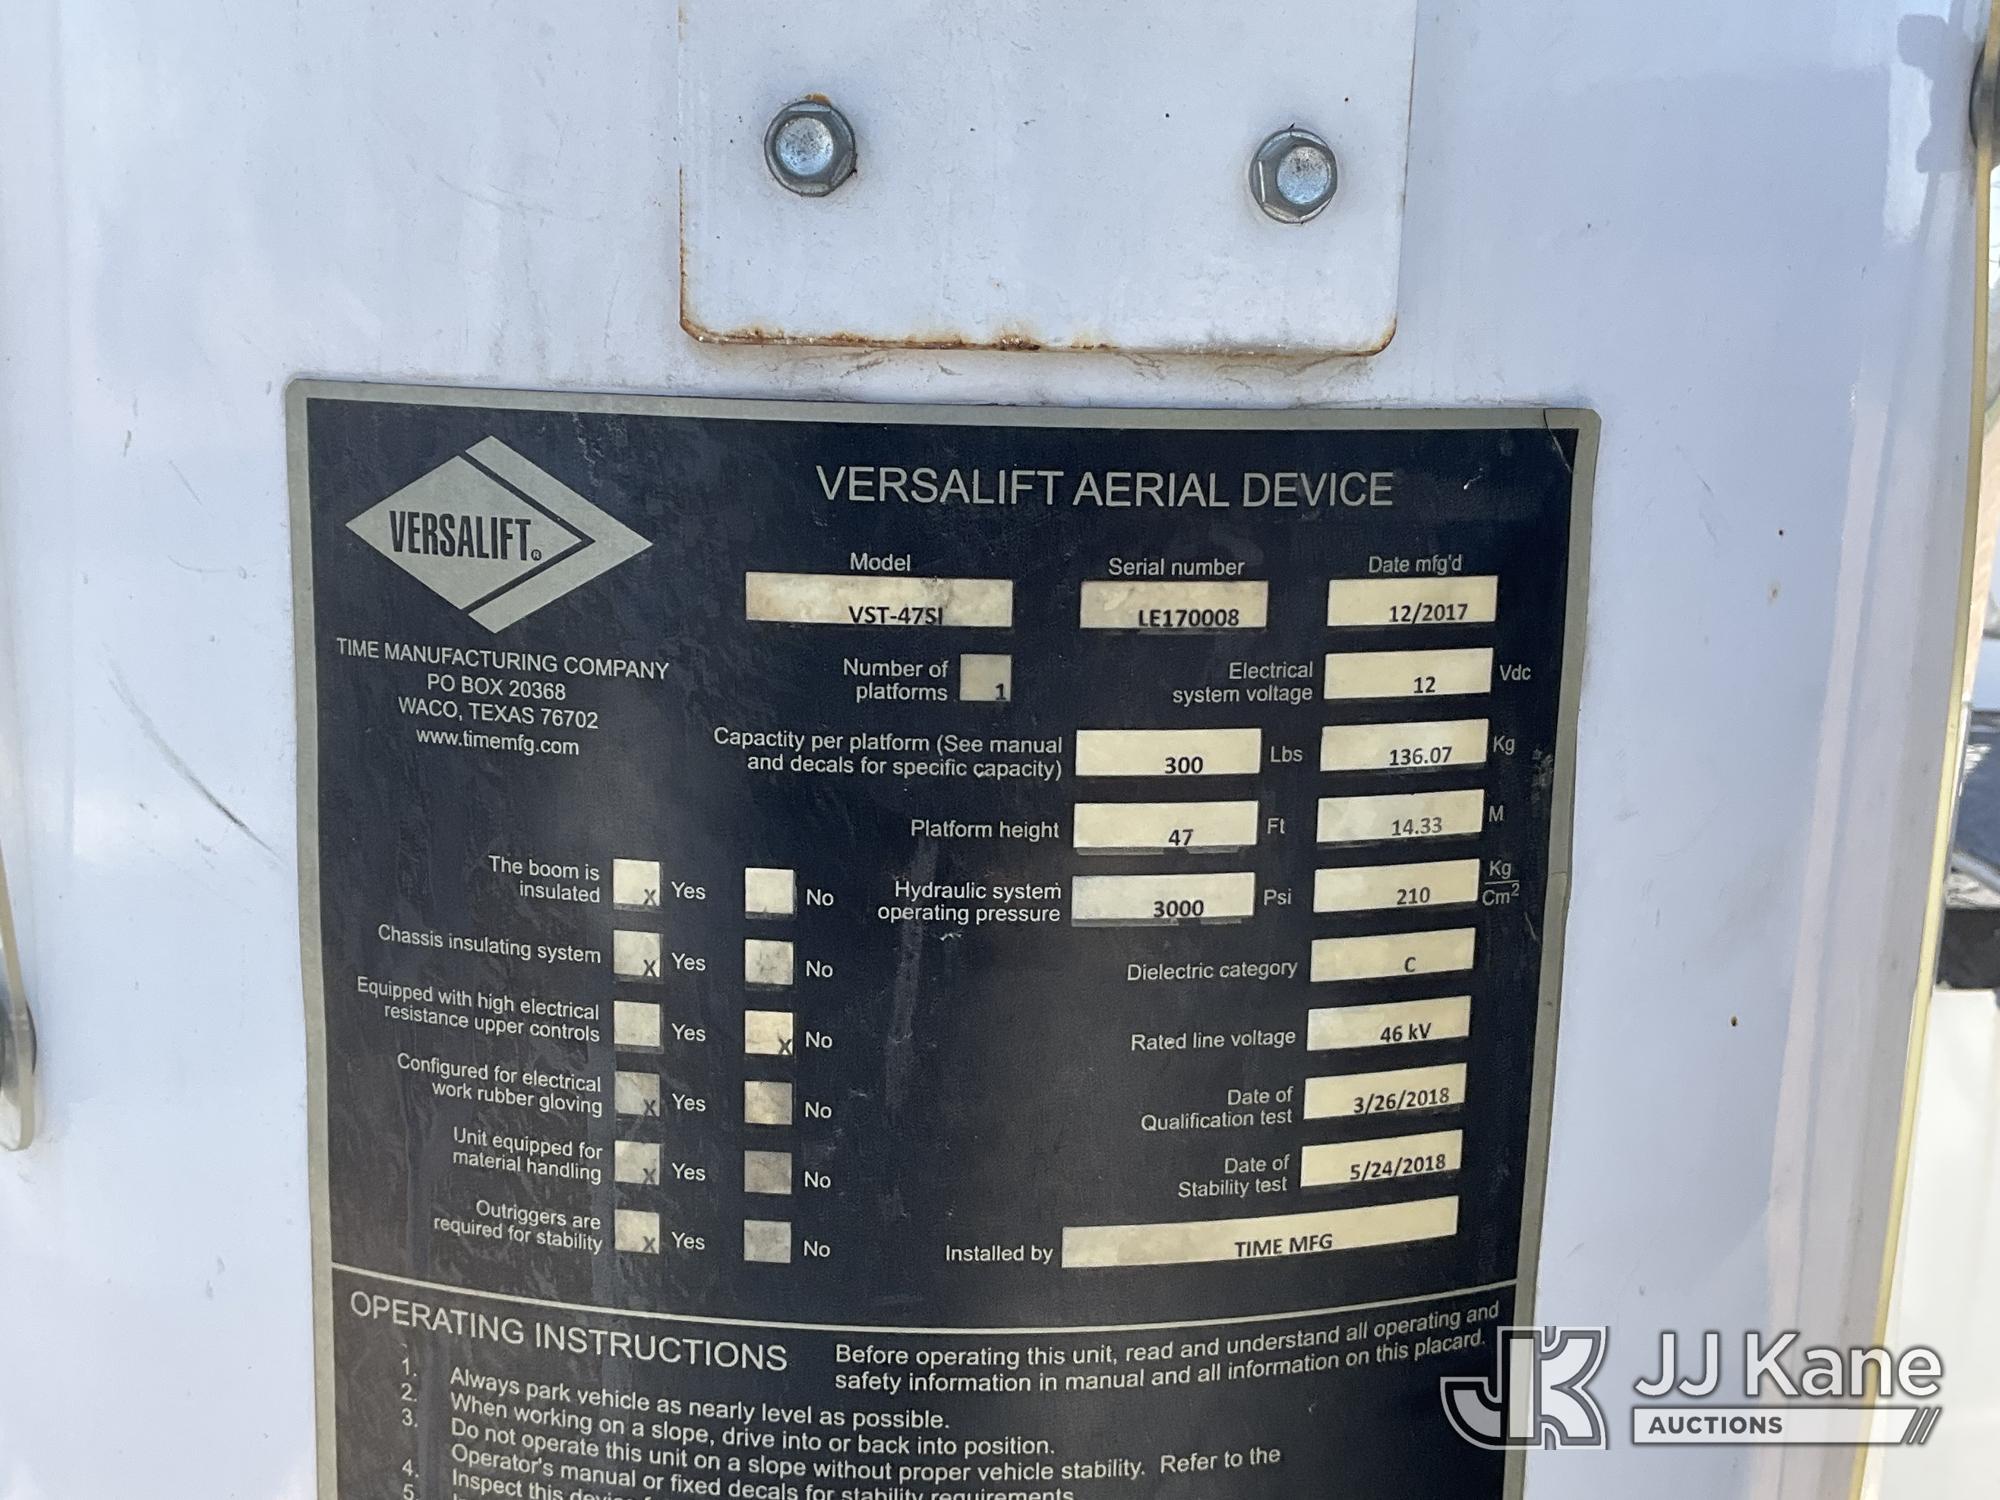 VERSALIFT®
TIME MANUFACTURING COMPANY
PO BOX 20368
WACO, TEXAS 76702
www.timemfg.com
VERSALIFT AERIAL DEVICE
Model
VST-47SI
Serial number
LE170008
Date mfg'd
12/2017
Number of
platforms 1
Electrical
system voltage 12 Vdc
Capactity per platform (See manual
and decals for specific capacity) 300 Lbs 136.07 Kg
Platform height 47 Ft 14.33 M
Hydraulic system
operating pressure 3000 Psi 210 Kg
Cm²
Dielectric category C
Rated line voltage 46 kV
Date of
Qualification test 3/26/2018
Date of
Stability test 5/24/2018
Installed by TIME MFG
The boom is
insulated X Yes No
Chassis insulating system X Yes No
Equipped with high electrical
resistance upper controls Yes X No
Configured for electrical
work rubber gloving X Yes No
Unit equipped for
material handling X Yes No
Outriggers are
required for stability X Yes No
OPERATING INSTRUCTIONS
Before operating this unit, read and understand all operating and
safety information in manual and all information on this placard.
1. Always park vehicle as nearly level as possible.
2. When working on a slope, drive into or back into position.
3. Do not operate this unit on a slope without proper vehicle stability. Refer to the
Operator's manual or fixed decals for stability requirements.
4. Inspect this
5.
JK JJ Kane
AUCTIONS